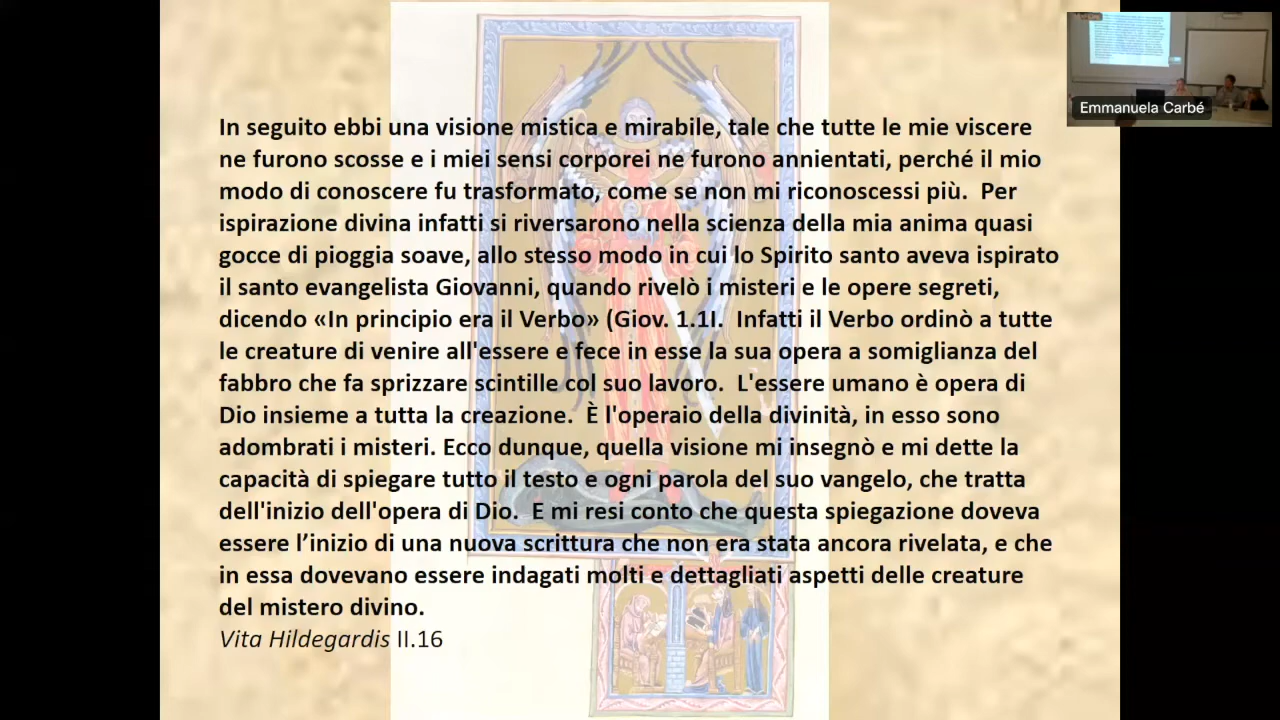 In seguito ebbi una visione mistica e mirabile, tale che tutte le mie viscere
ne furono scosse e i miei sensi corporei ne furono annientati, perché il mio
modo di conoscere fu trasformato, come se non mi riconoscessi più.  Per
ispirazione divina infatti si riversarono nella scienza della mia anima quasi
gocce di pioggia soave, allo stesso modo in cui lo Spirito santo aveva ispirato
il santo evangelista Giovanni, quando rivelò i misteri e le opere segreti,
dicendo «In principio era il Verbo» (Giov. 1.1I.  Infatti il Verbo ordinò a tutte
le creature di venire all'essere e fece in esse la sua opera a somiglianza del
fabbro che fa sprizzare scintille col suo lavoro.  L'essere umano è opera di
Dio insieme a tutta la creazione.  È l'operaio della divinità, in esso sono
adombrati i misteri. Ecco dunque, quella visione mi insegnò e mi dette la
capacità di spiegare tutto il testo e ogni parola del suo vangelo, che tratta
dell'inizio dell'opera di Dio.  E mi resi conto che questa spiegazione doveva
essere l’inizio di una nuova scrittura che non era stata ancora rivelata, e che
in essa dovevano essere indagati molti e dettagliati aspetti delle creature
del mistero divino.
Vita Hildegardis II.16
Emmanuela Carbé